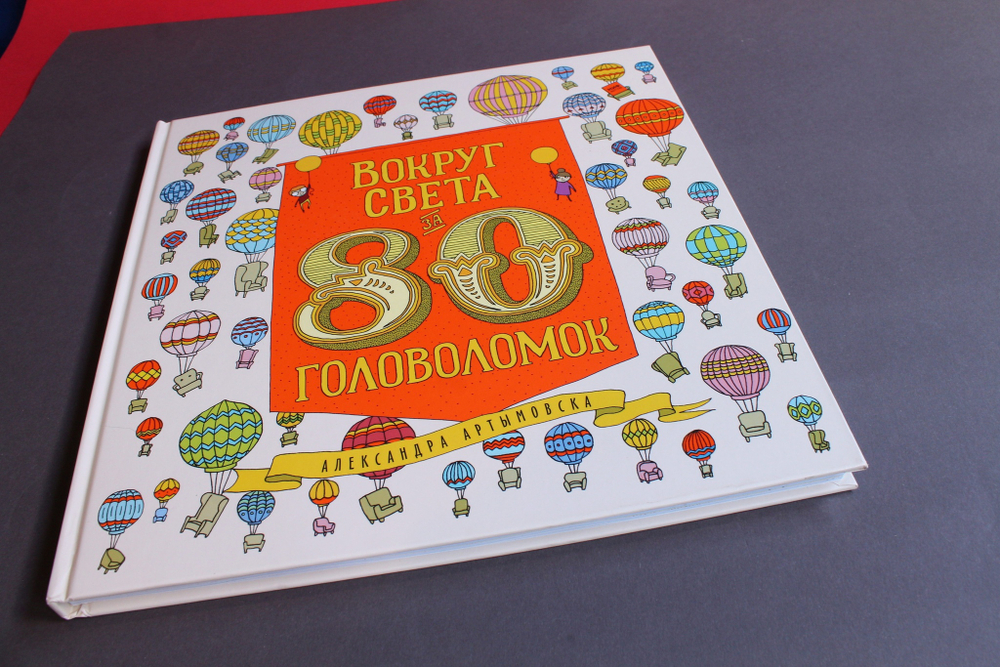 ВОКРУГ
СВЕТА
ЗА
80
ГОЛОВОЛОМОК
АЛЕКСАНДРА АРТЫМОВСКА